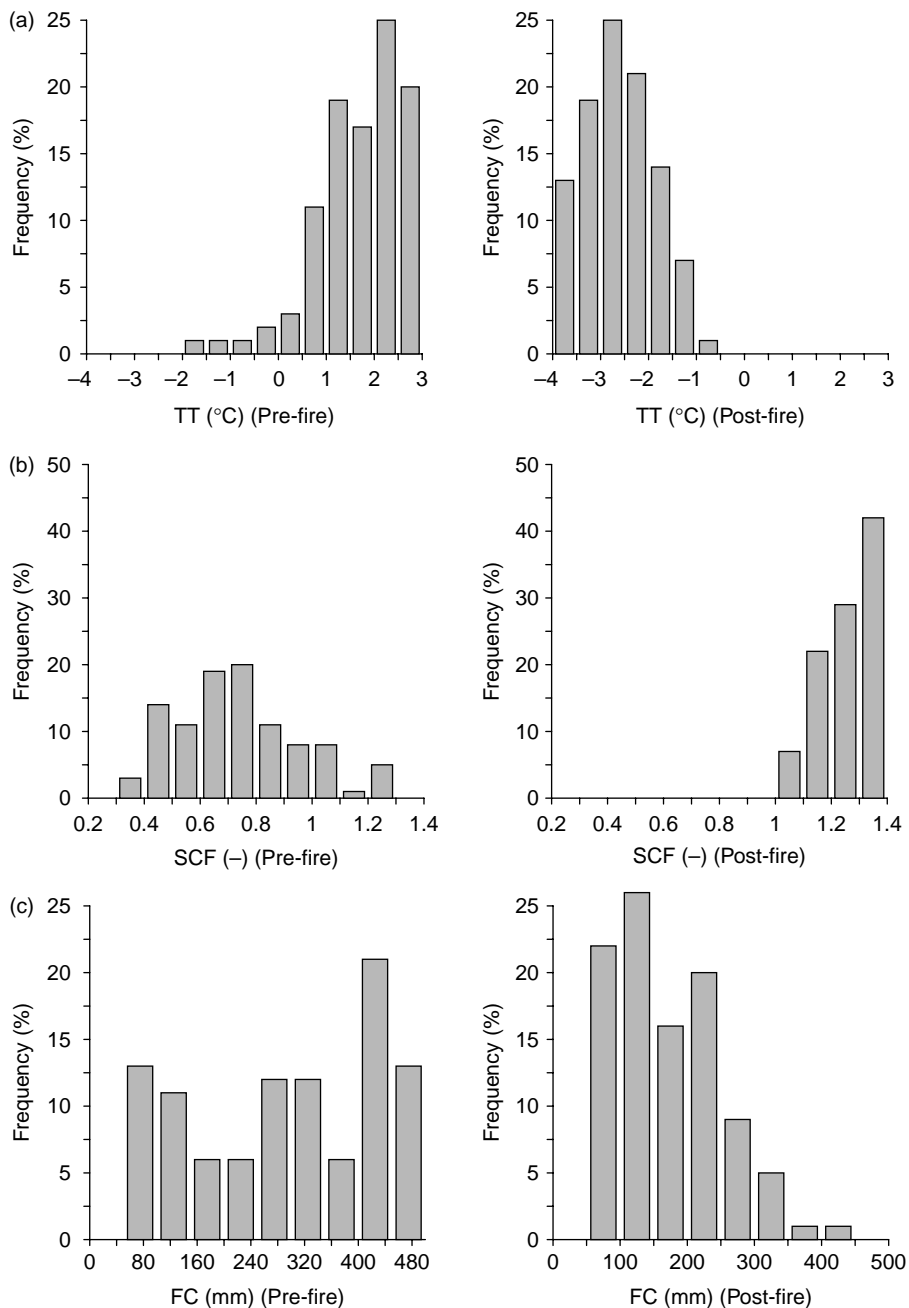 (a)
25
20
15
10
5
0
Frequency (%)
–4 –3 –2 –1 0 1 2 3
TT (°C) (Pre-fire)
25
20
15
10
5
0
Frequency (%)
–4 –3 –2 –1 0 1 2 3
TT (°C) (Post-fire)
(b)
50
40
30
20
10
0
Frequency (%)
0.2 0.4 0.6 0.8 1 1.2 1.4
SCF (–) (Pre-fire)
50
40
30
20
10
0
Frequency (%)
0.2 0.4 0.6 0.8 1 1.2 1.4
SCF (–) (Post-fire)
(c)
25
20
15
10
5
0
Frequency (%)
0 80 160 240 320 400 480
FC (mm) (Pre-fire)
25
20
15
10
5
0
Frequency (%)
0 100 200 300 400 500
FC (mm) (Post-fire)